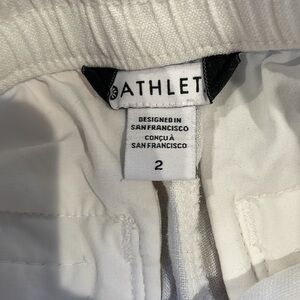 ATHLET
DESIGNED IN
SAN FRANCISCO
CONÇU À
SAN FRANCISCO
2